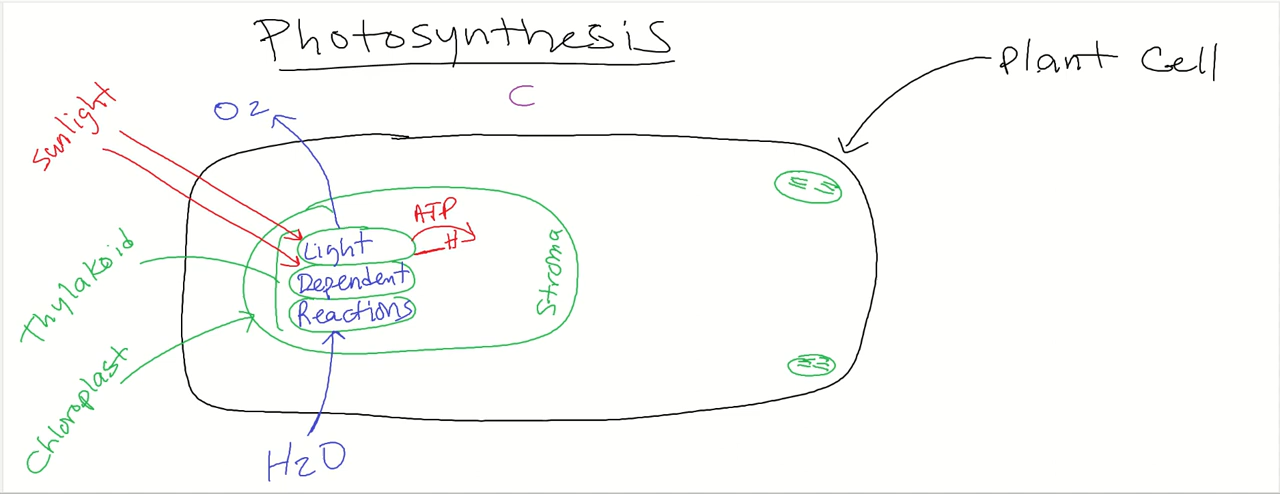 Photosynthesis
Plant Cell
C
O2
Sunlight
ATP
H
Light
Dependent
Reactions
Stroma
Thylakoid
Chloroplast
H2O